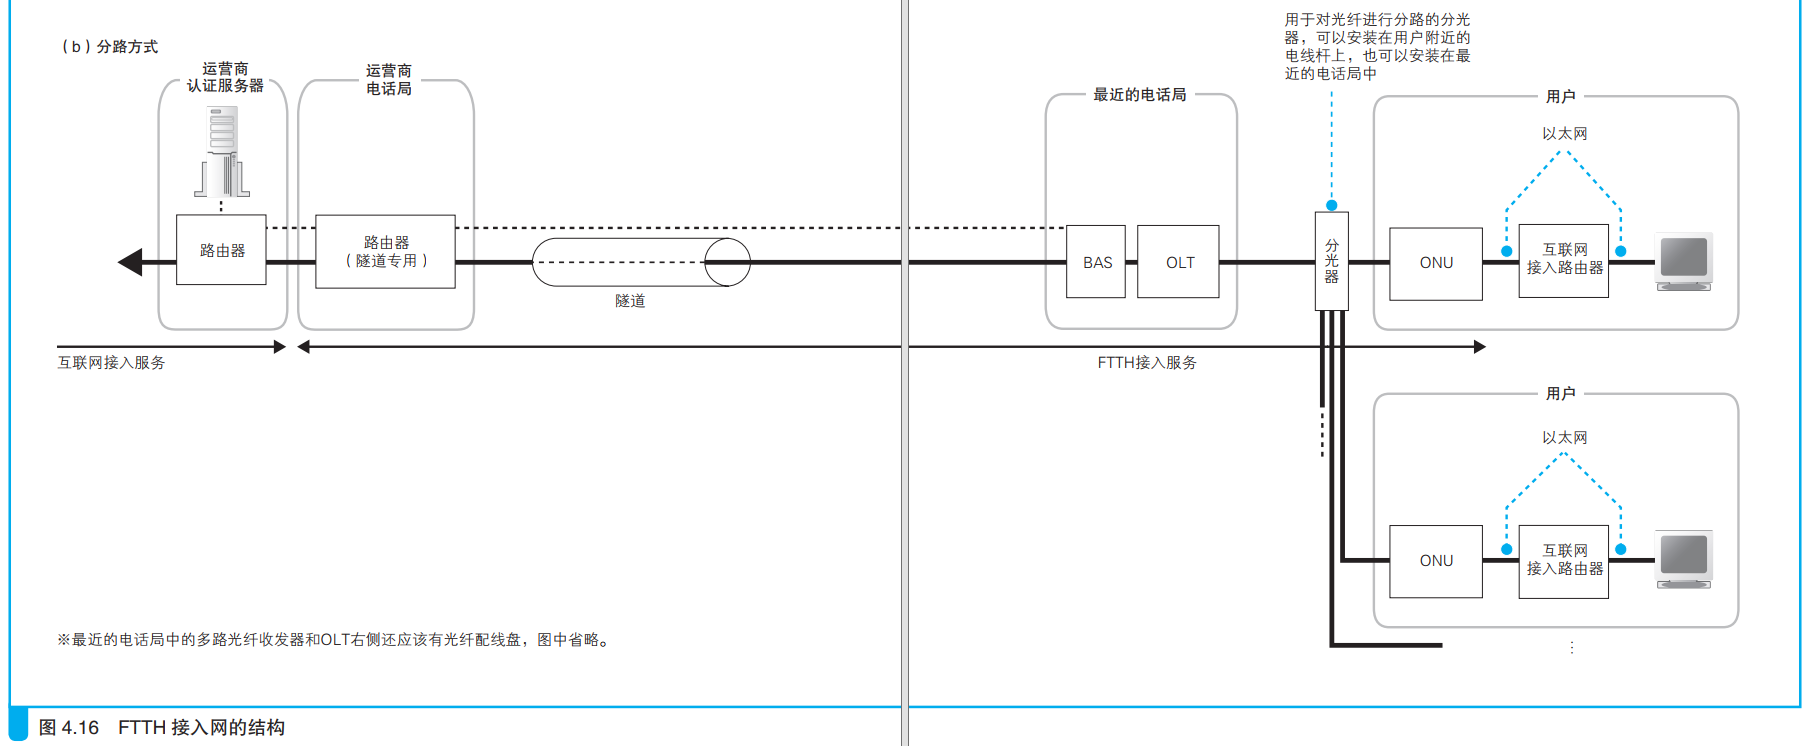 （b）分路方式
运营商
认证服务器
运营商
电话局
最近的电话局
用于对光纤进行分路的分光
器，可以安装在用户附近的
电线杆上，也可以安装在最
近的电话局中
用户
以太网
路由器
路由器
（隧道专用）
隧道
BAS
OLT
分
光
器
ONU
互联网
接入路由器
互联网接入服务
FTTH接入服务
用户
以太网
ONU
互联网
接入路由器
⋮
※最近的电话局中的多路光纤收发器和OLT右侧还应该有光纤配线盘，图中省略。
图 4.16 FTTH 接入网的结构